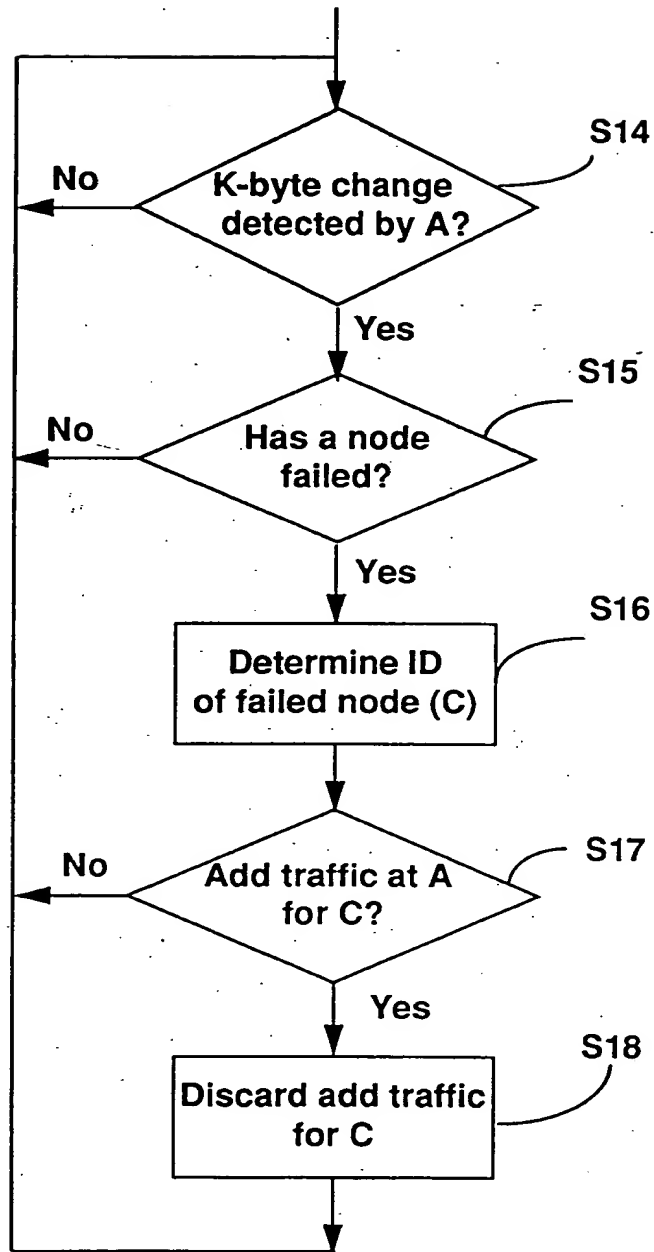 S14
No
K-byte change
detected by A?
Yes
S15
No
Has a node
failed?
Yes
S16
Determine ID
of failed node (C)
S17
No
Add traffic at A
for C?
Yes
S18
Discard add traffic
for C